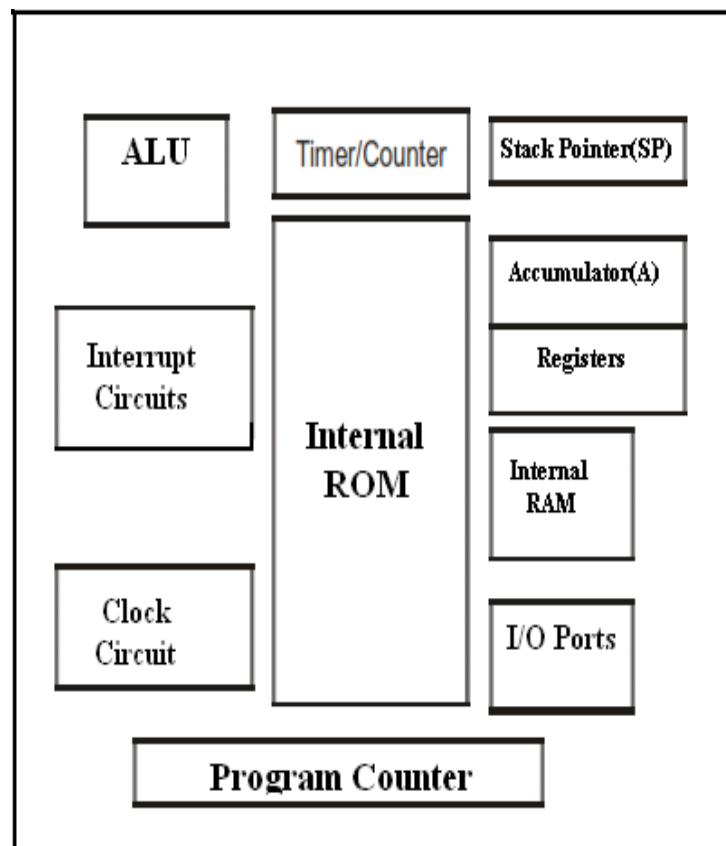 ALU
Timer/Counter
Stack Pointer(SP)
Accumulator(A)
Interrupt
Circuits
Registers
Internal
ROM
Internal
RAM
Clock
Circuit
I/O Ports
Program Counter